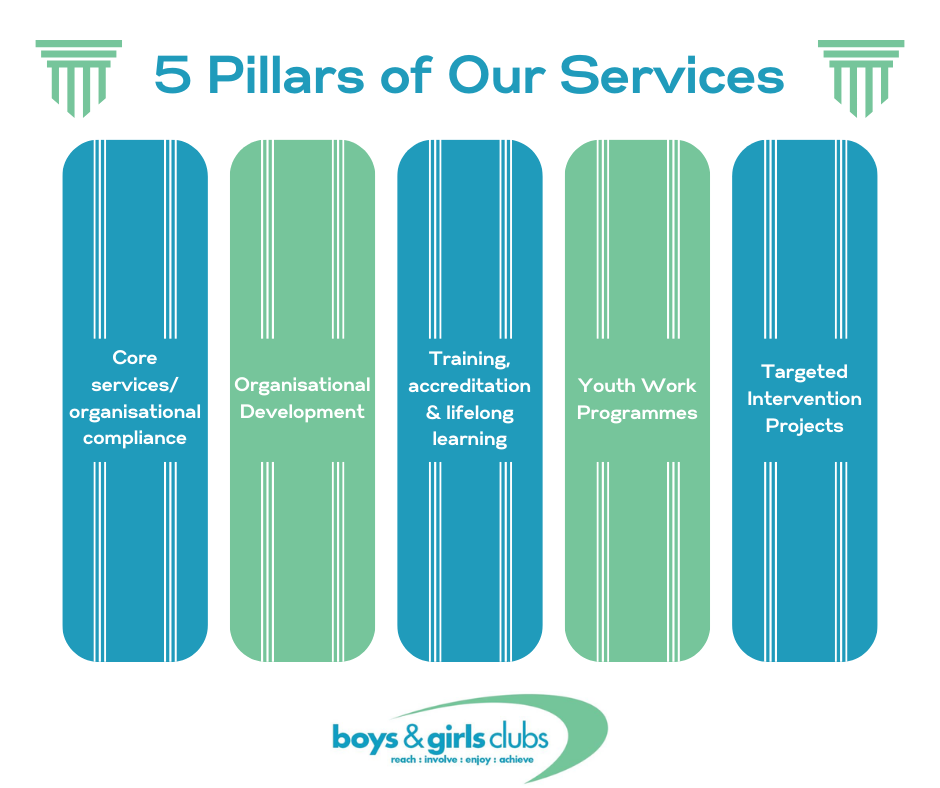 5 Pillars of Our Services
Core
services/
organisational
compliance
Organisational
Development
Training,
accreditation
& lifelong
learning
Youth Work
Programmes
Targeted
Intervention
Projects
boys & girls clubs
reach : involve : enjoy : achieve